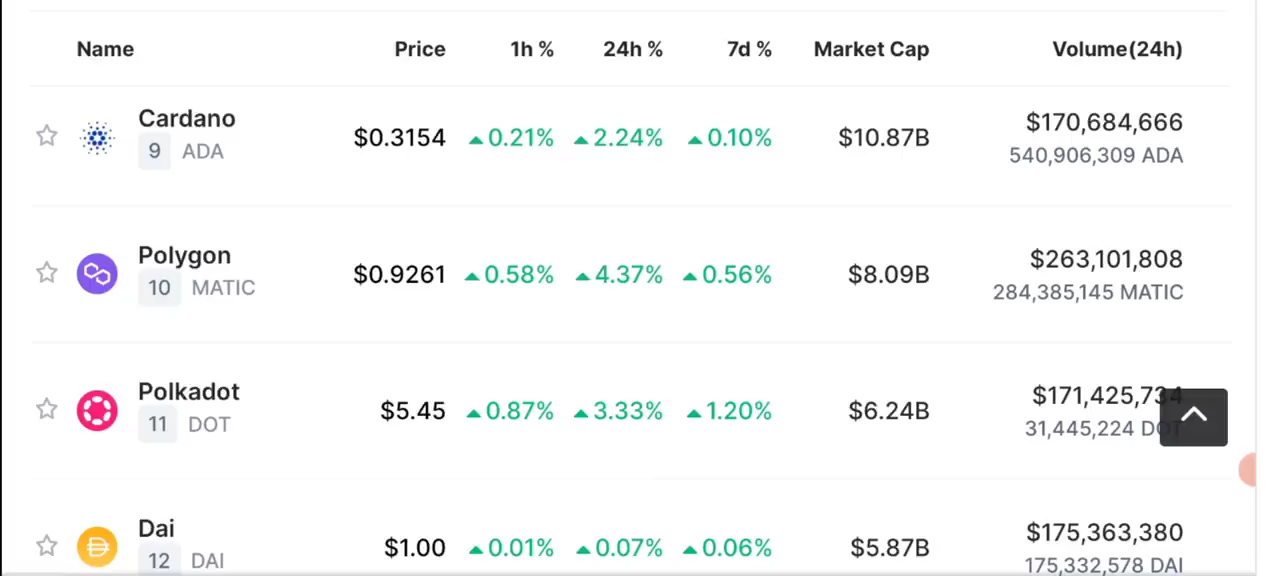 Name Price 1h % 24h % 7d % Market Cap Volume(24h)
Cardano
9 ADA $0.3154 0.21% 2.24% 0.10% $10.87B $170,684,666
540,906,309 ADA
Polygon
10 MATIC $0.9261 0.58% 4.37% 0.56% $8.09B $263,101,808
284,385,145 MATIC
Polkadot
11 DOT $5.45 0.87% 3.33% 1.20% $6.24B $171,425,734
31,445,224 DOT
Dai
12 DAI $1.00 0.01% 0.07% 0.06% $5.87B $175,363,380
175,332,578 DAI